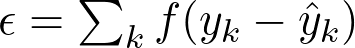 ϵ = ∑ₖ f(yₖ − ŷₖ)